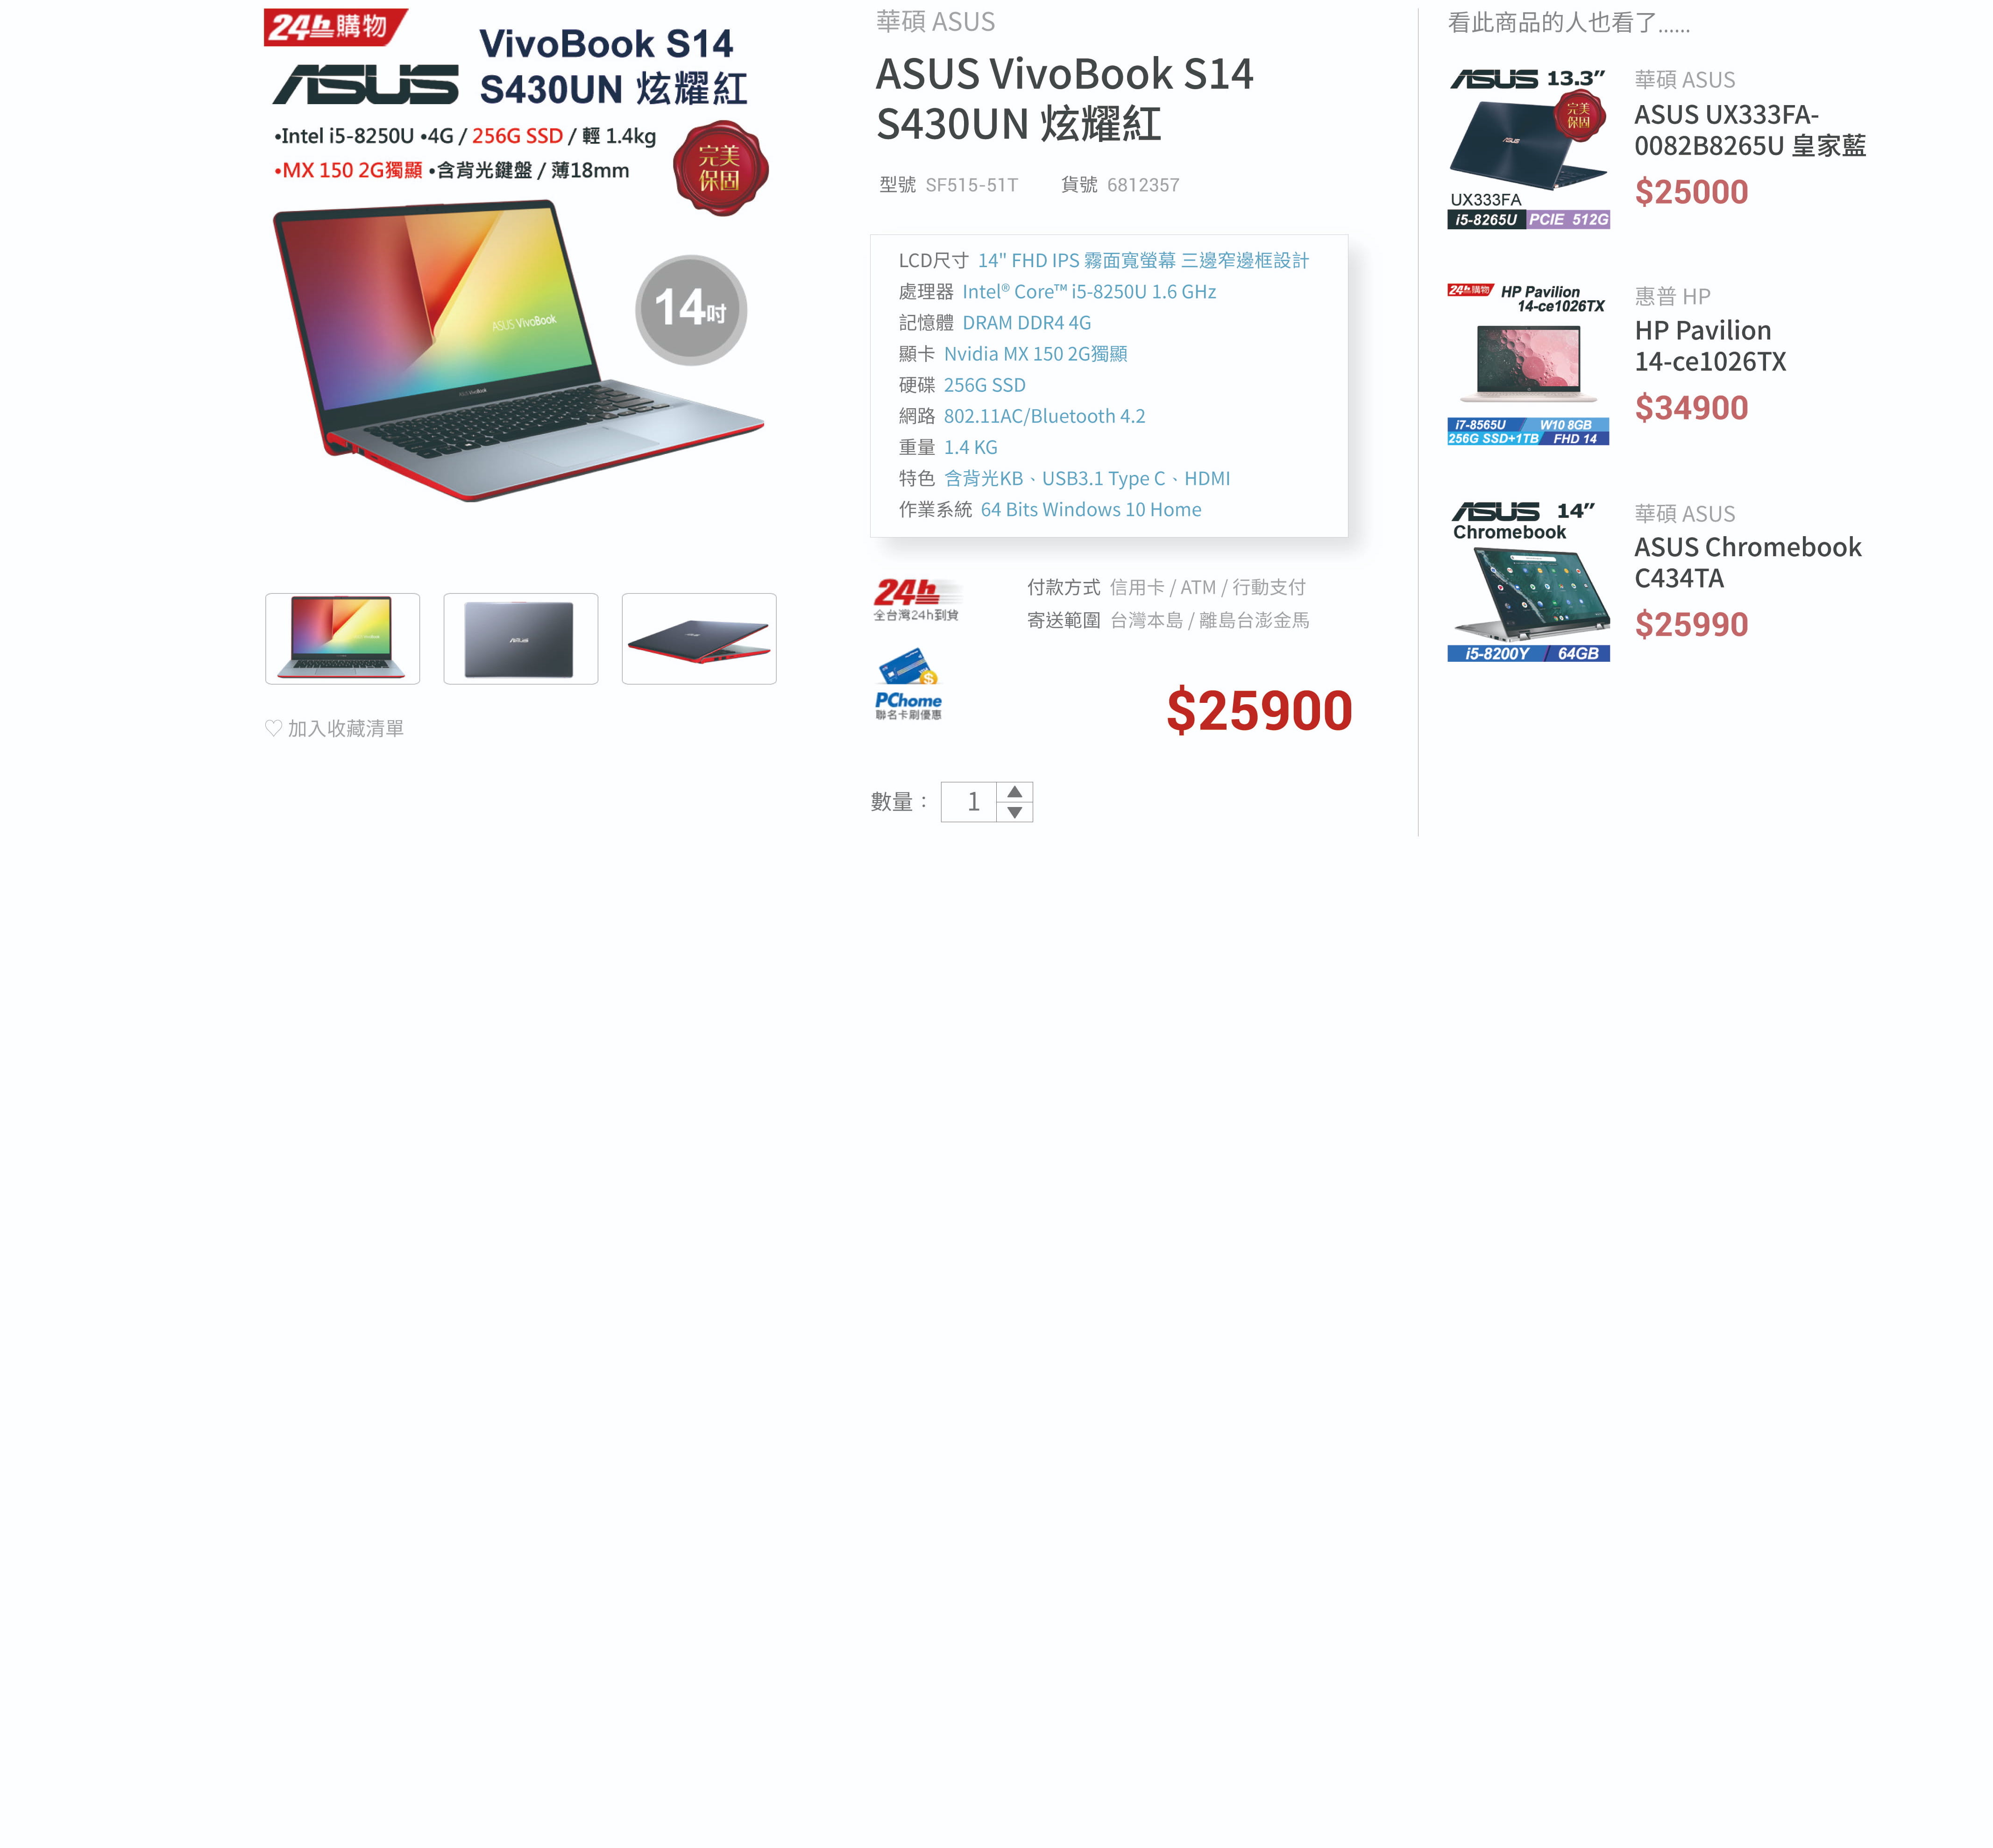 24h購物
VivoBook S14
ASUS S430UN 炫耀紅
•Intel i5-8250U •4G / 256G SSD / 輕 1.4kg
•MX 150 2G獨顯 •含背光鍵盤 / 薄18mm
完美
保固
14吋
ASUS VivoBook
ASUS
♡ 加入收藏清單
華碩 ASUS
ASUS VivoBook S14
S430UN 炫耀紅
型號 SF515-51T 貨號 6812357
LCD尺寸 14" FHD IPS 霧面寬螢幕 三邊窄邊框設計
處理器 Intel® Core™ i5-8250U 1.6 GHz
記憶體 DRAM DDR4 4G
顯卡 Nvidia MX 150 2G獨顯
硬碟 256G SSD
網路 802.11AC/Bluetooth 4.2
重量 1.4 KG
特色 含背光KB、USB3.1 Type C、HDMI
作業系統 64 Bits Windows 10 Home
24h
全台灣24h到貨
付款方式 信用卡 / ATM / 行動支付
寄送範圍 台灣本島 / 離島台澎金馬
PChome
聯名卡刷優惠
$25900
數量： 1
看此商品的人也看了......
ASUS 13.3”
完美
保固
ASUS
UX333FA
i5-8265U PCIE 512G
華碩 ASUS
ASUS UX333FA-
0082B8265U 皇家藍
$25000
24h購物 HP Pavilion
14-ce1026TX
i7-8565U W10 8GB
256G SSD+1TB FHD 14
惠普 HP
HP Pavilion
14-ce1026TX
$34900
ASUS 14”
Chromebook
i5-8200Y / 64GB
華碩 ASUS
ASUS Chromebook
C434TA
$25990